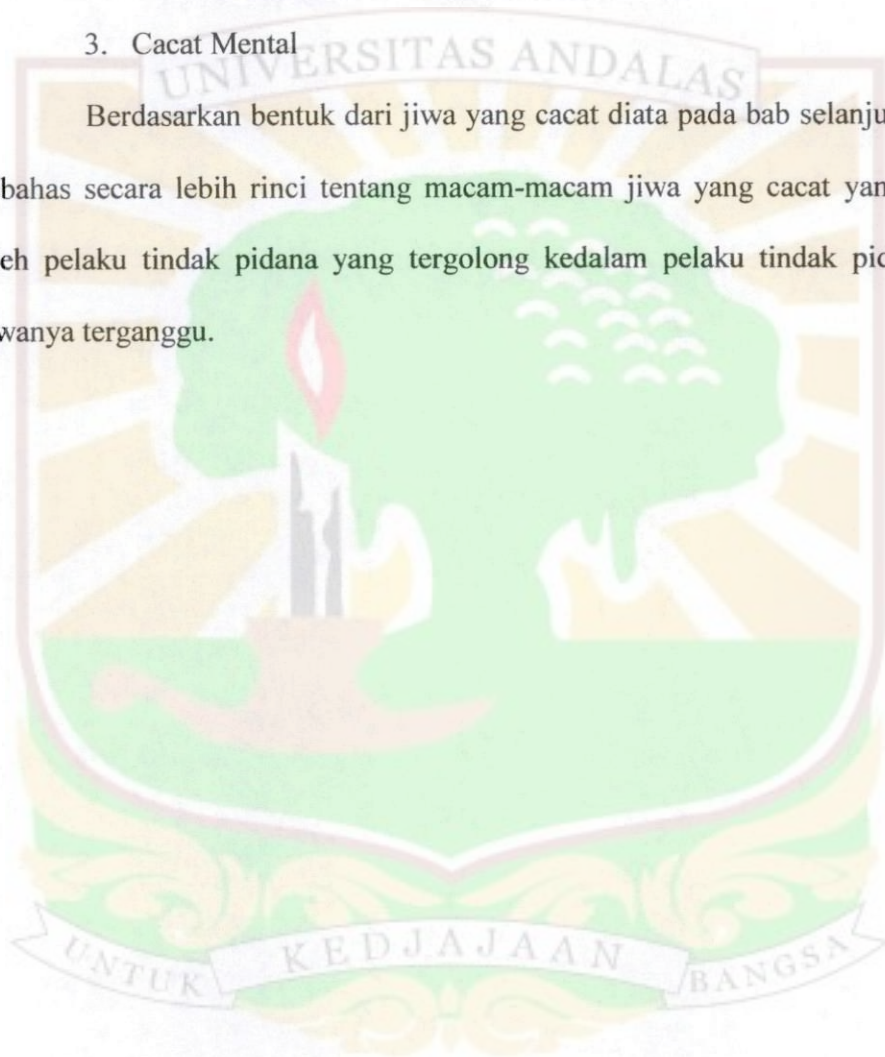 3. Cacat Mental
UNIVERSITAS ANDALAS
Berdasarkan bentuk dari jiwa yang cacat diata pada bab selanju
bahas secara lebih rinci tentang macam-macam jiwa yang cacat yan
eh pelaku tindak pidana yang tergolong kedalam pelaku tindak pid
wanya terganggu.
UNTUK KEDJAJAAN BANGSA